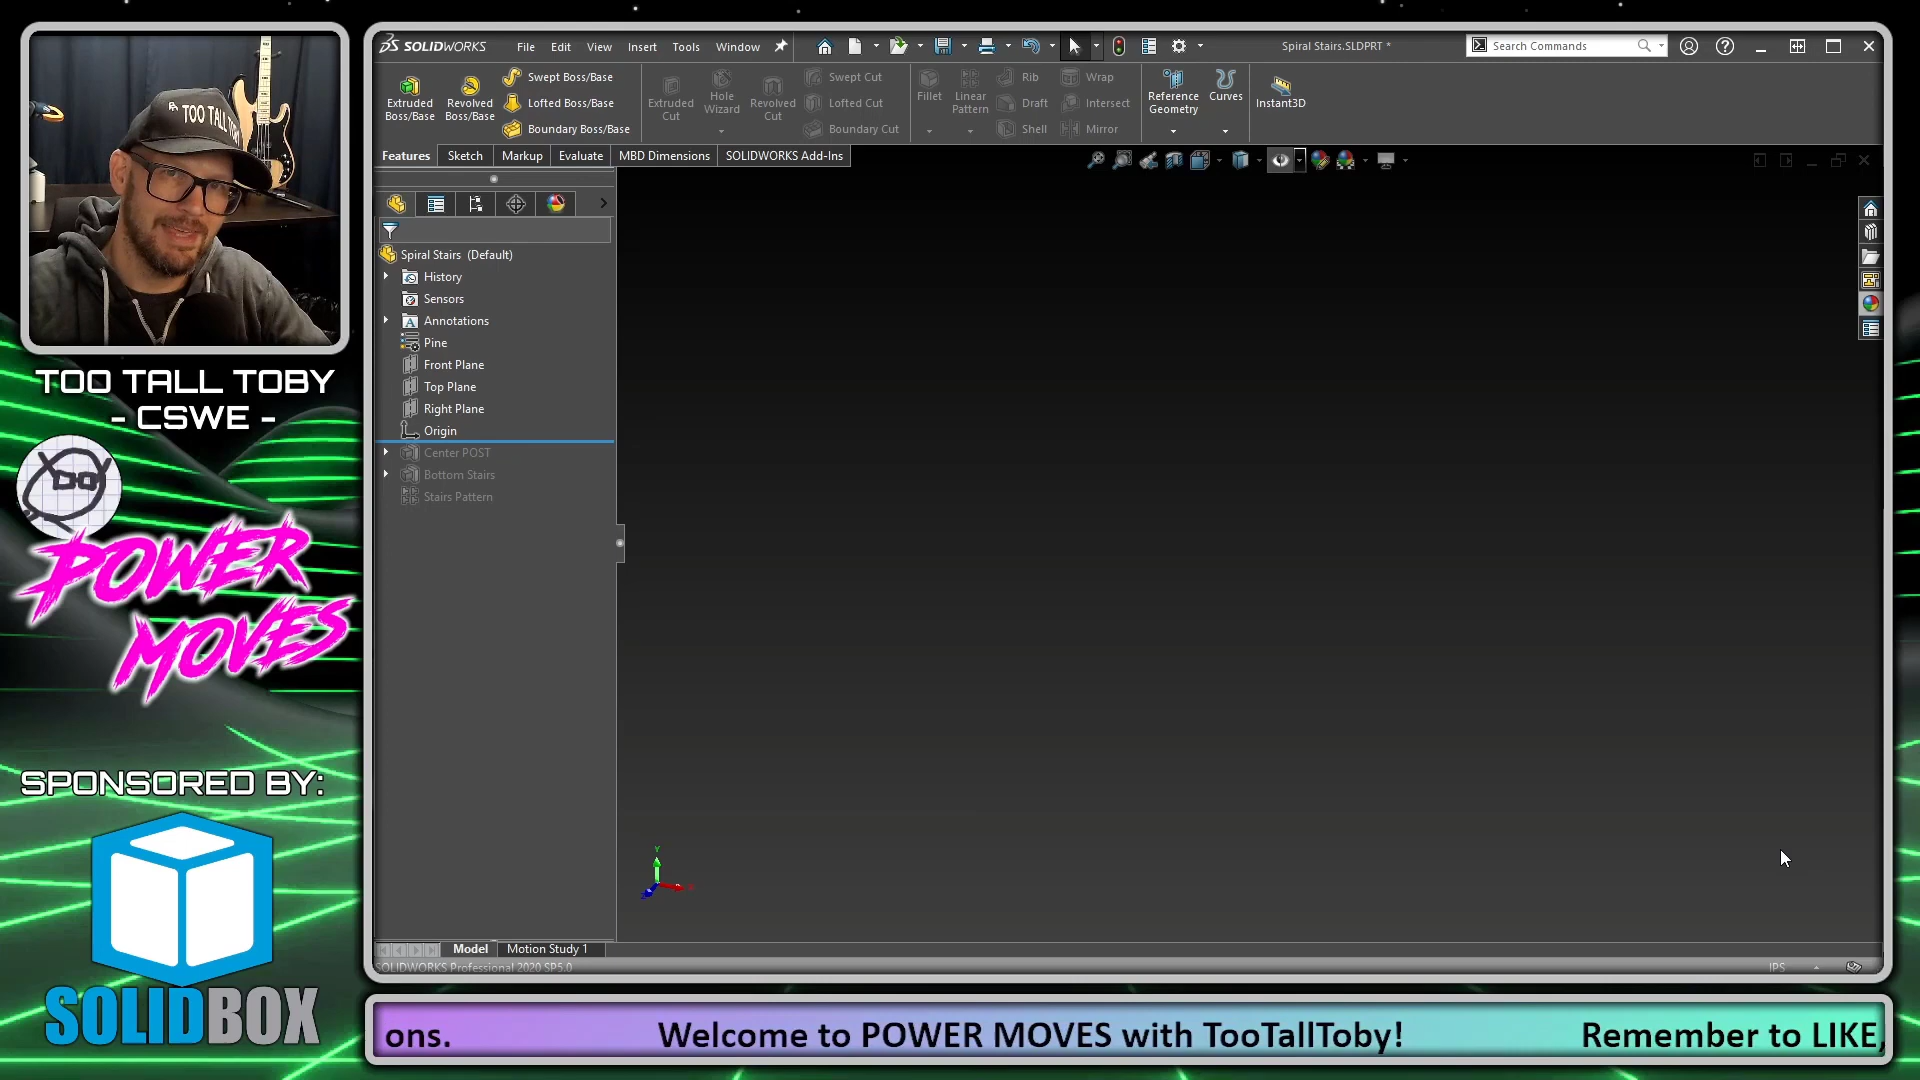 TOO TALL TOBY
TOO TALL TOBY
- CSWE -
POWER
MOVES
SPONSORED BY:
SOLIDBOX
SOLIDWORKS
File Edit View Insert Tools Window
Spiral Stairs.SLDPRT *
Search Commands
Extruded Boss/Base
Revolved Boss/Base
Swept Boss/Base
Lofted Boss/Base
Boundary Boss/Base
Extruded Cut
Hole Wizard
Revolved Cut
Swept Cut
Lofted Cut
Boundary Cut
Fillet
Linear Pattern
Rib
Draft
Shell
Wrap
Intersect
Mirror
Reference Geometry
Curves
Instant3D
Features Sketch Markup Evaluate MBD Dimensions SOLIDWORKS Add-Ins
Spiral Stairs (Default)
History
Sensors
Annotations
Pine
Front Plane
Top Plane
Right Plane
Origin
Center POST
Bottom Stairs
Stairs Pattern
Y
Model Motion Study 1
SOLIDWORKS Professional 2020 SP5.0
IPS
ons. Welcome to POWER MOVES with TooTallToby! Remember to LIKE,